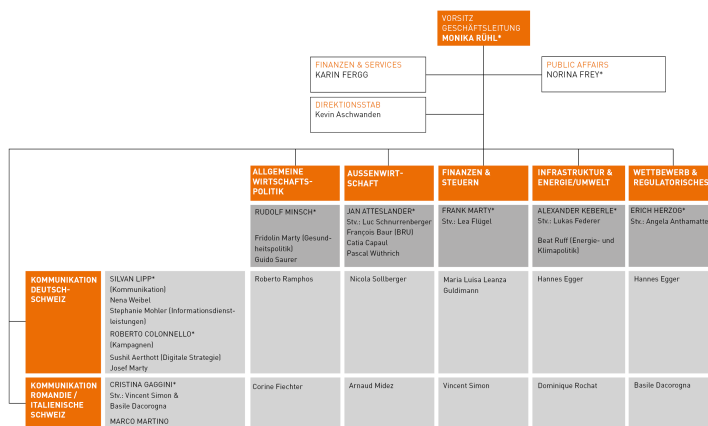 VORSITZ
GESCHÄFTSLEITUNG
MONIKA RÜHL*
FINANZEN & SERVICES
KARIN FERGG
PUBLIC AFFAIRS
NORINA FREY*
DIREKTIONSSTAB
Kevin Aschwanden
ALLGEMEINE
WIRTSCHAFTS-
POLITIK
AUSSENWIRT-
SCHAFT
FINANZEN &
STEUERN
INFRASTRUKTUR &
ENERGIE/UMWELT
WETTBEWERB &
REGULATORISCHES
RUDOLF MINSCH*
Fridolin Marty (Gesund-
heitspolitik)
Guido Saurer
JAN ATTESLANDER*
Stv.: Luc Schnurrenberger
François Baur (BRU)
Catia Capaul
Pascal Wüthrich
FRANK MARTY*
Stv.: Lea Flügel
ALEXANDER KEBERLE*
Stv.: Lukas Federer
Beat Ruff (Energie- und
Klimapolitik)
ERICH HERZOG*
Stv.: Angela Anthamatte
KOMMUNIKATION
DEUTSCH-
SCHWEIZ
SILVAN LIPP*
(Kommunikation)
Nena Weibel
Stephanie Mohler (Informationsdienst-
leistungen)
ROBERTO COLONNELLO*
(Kampagnen)
Sushil Aerthott (Digitale Strategie)
Josef Marty
Roberto Ramphos
Nicola Sollberger
Maria Luisa Leanza
Guldimann
Hannes Egger
Hannes Egger
KOMMUNIKATION
ROMANDIE /
ITALIENISCHE
SCHWEIZ
CRISTINA GAGGINI*
Stv.: Vincent Simon &
Basile Dacorogna
MARCO MARTINO
Corine Fiechter
Arnaud Midez
Vincent Simon
Dominique Rochat
Basile Dacorogna